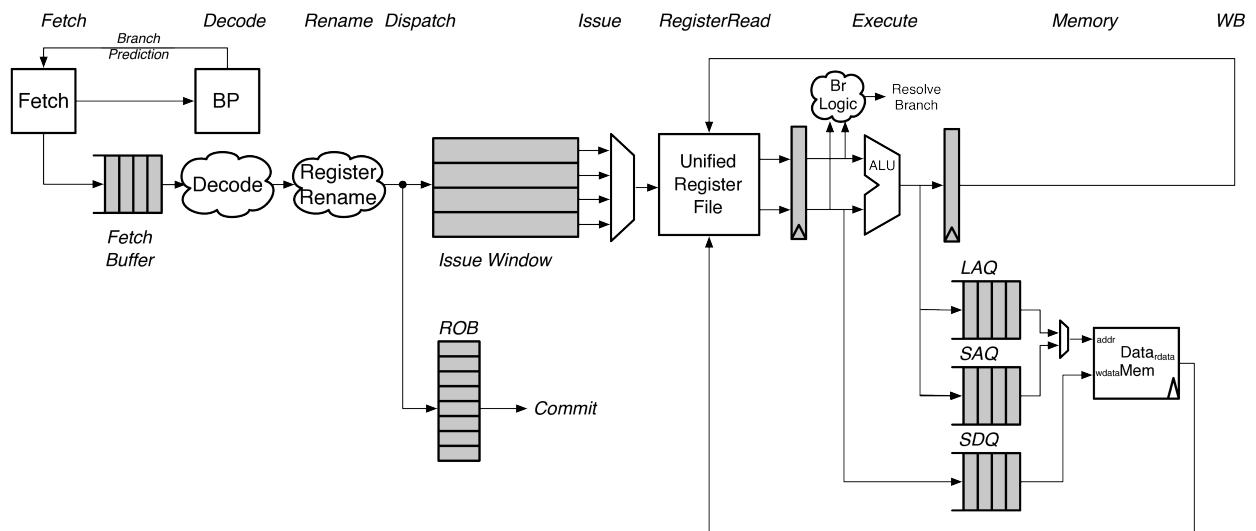 Fetch
Decode
Rename
Dispatch
Issue
RegisterRead
Execute
Memory
WB
Branch
Prediction
Fetch
BP
Br
Logic
Resolve
Branch
Decode
Register
Rename
Unified
Register
File
ALU
Fetch
Buffer
Issue Window
LAQ
ROB
SAQ
addr
Data
rdata
wdata
Mem
Commit
SDQ